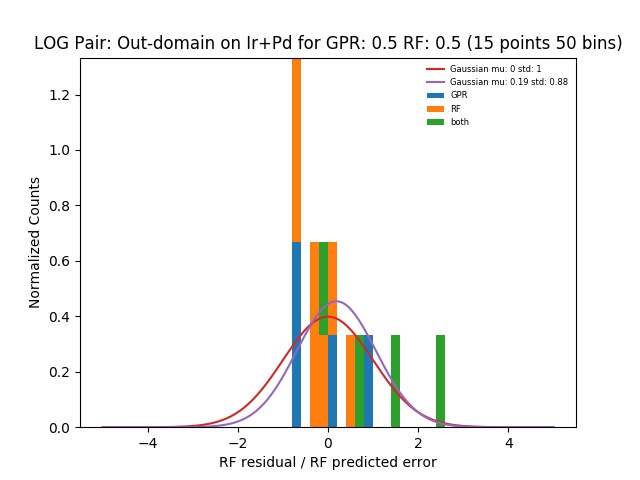 LOG Pair: Out-domain on Ir+Pd for GPR: 0.5 RF: 0.5 (15 points 50 bins)
Gaussian mu: 0 std: 1
Gaussian mu: 0.19 std: 0.88
GPR
RF
both
Normalized Counts
1.2
1.0
0.8
0.6
0.4
0.2
0.0
−4 −2 0 2 4
RF residual / RF predicted error